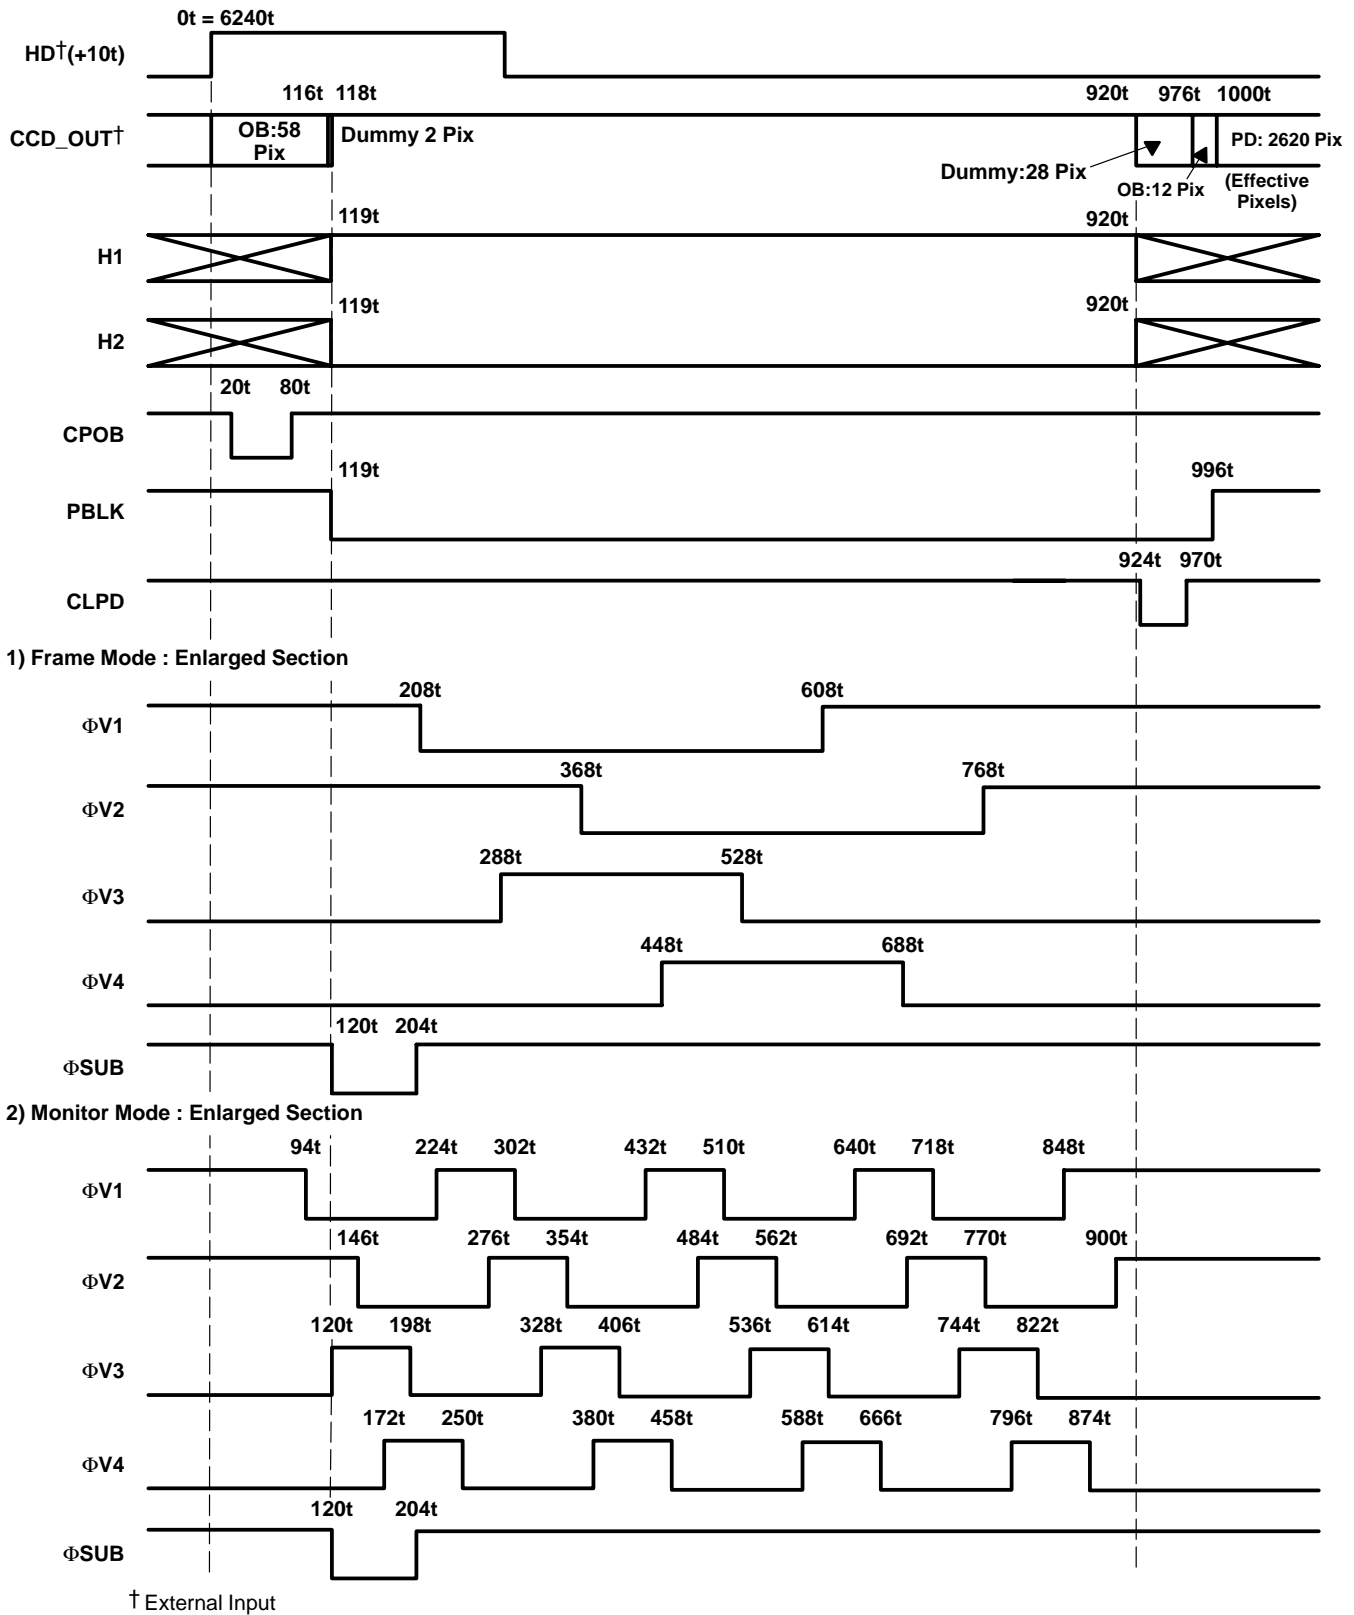 0t = 6240t
HD†(+10t)
116t 118t 920t 976t 1000t
CCD_OUT†
OB:58
Pix
Dummy 2 Pix
PD: 2620 Pix
Dummy:28 Pix
OB:12 Pix
(Effective
Pixels)
119t 920t
H1
119t 920t
H2
20t 80t
CPOB
119t 996t
PBLK
924t 970t
CLPD
1) Frame Mode : Enlarged Section
208t 608t
ΦV1
368t 768t
ΦV2
288t 528t
ΦV3
448t 688t
ΦV4
120t 204t
ΦSUB
2) Monitor Mode : Enlarged Section
94t 224t 302t 432t 510t 640t 718t 848t
ΦV1
146t 276t 354t 484t 562t 692t 770t 900t
ΦV2
120t 198t 328t 406t 536t 614t 744t 822t
ΦV3
172t 250t 380t 458t 588t 666t 796t 874t
ΦV4
120t 204t
ΦSUB
† External Input